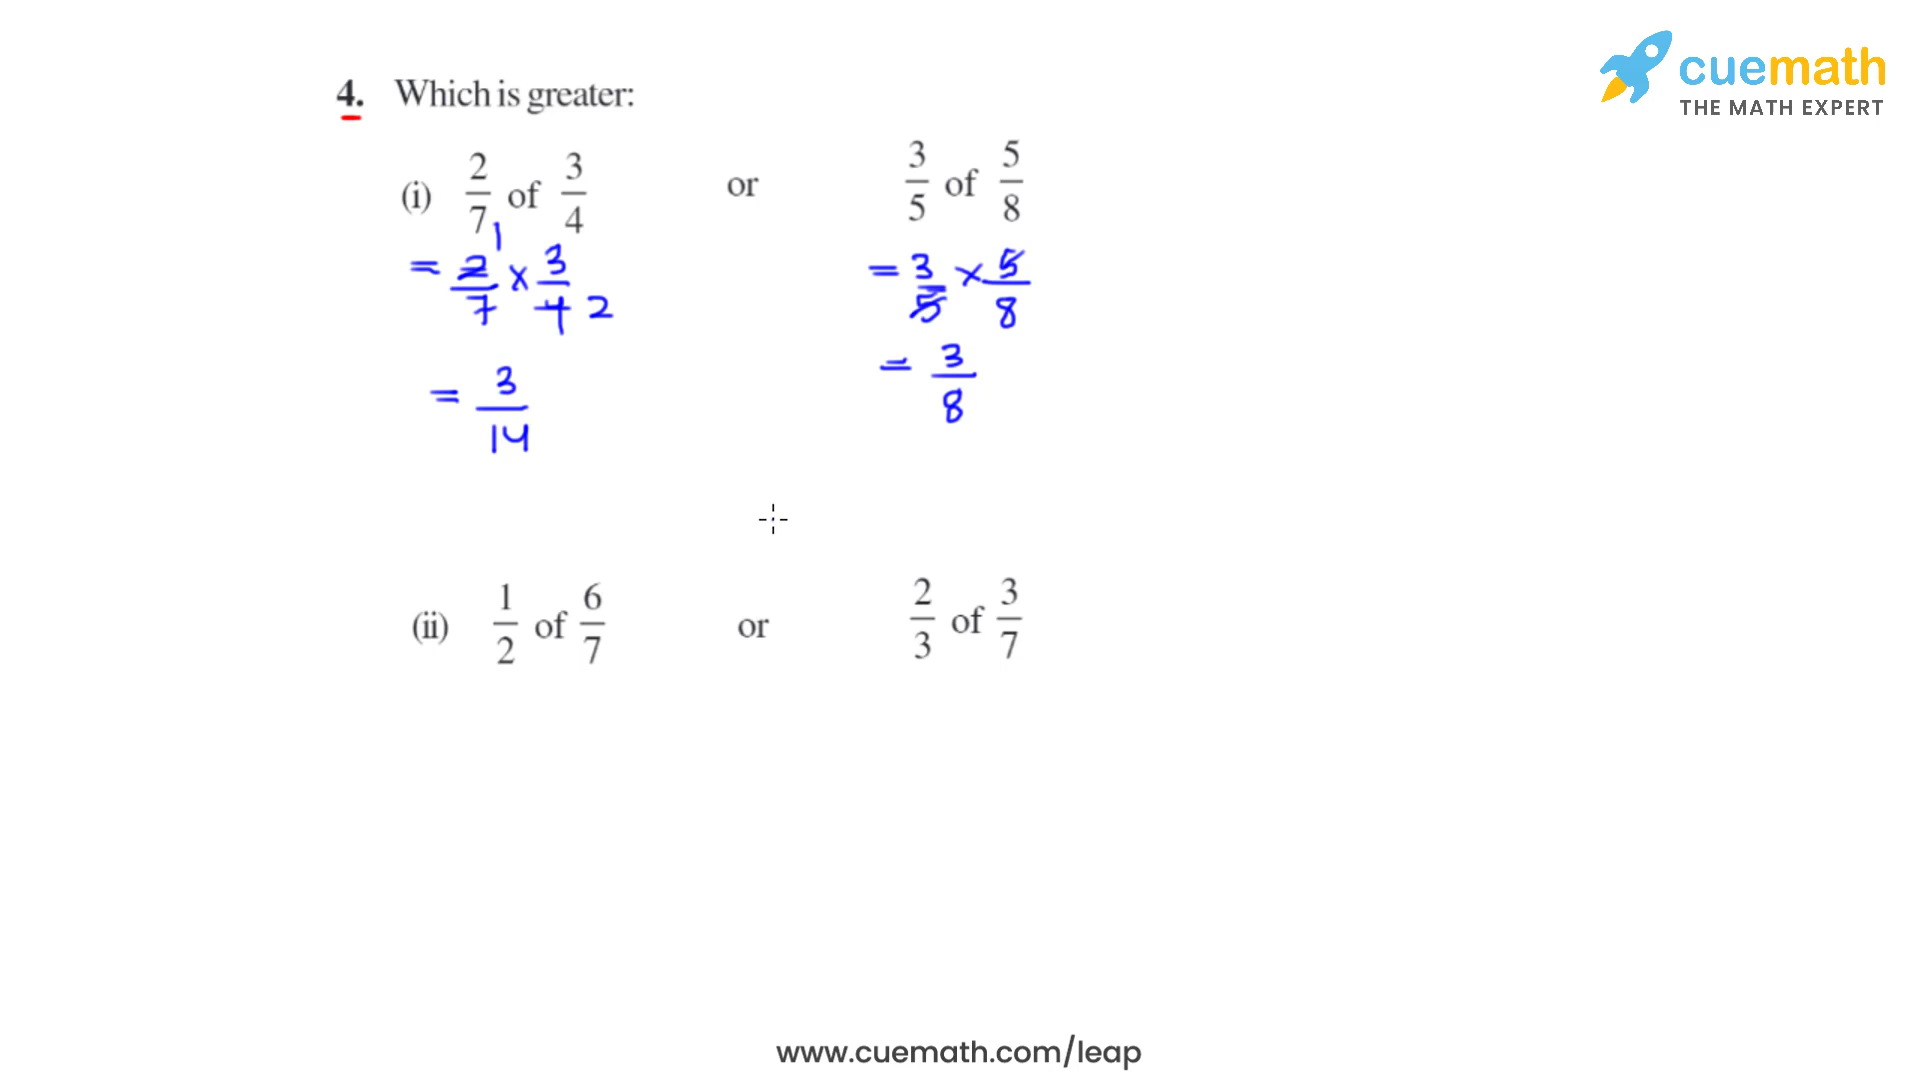 cuemath
THE MATH EXPERT
4. Which is greater:
(i) 2/7 of 3/4 or 3/5 of 5/8
= 2/7 1 × 3/4 2 = 3/5 × 5/8
= 3/14 = 3/8
(ii) 1/2 of 6/7 or 2/3 of 3/7
www.cuemath.com/leap